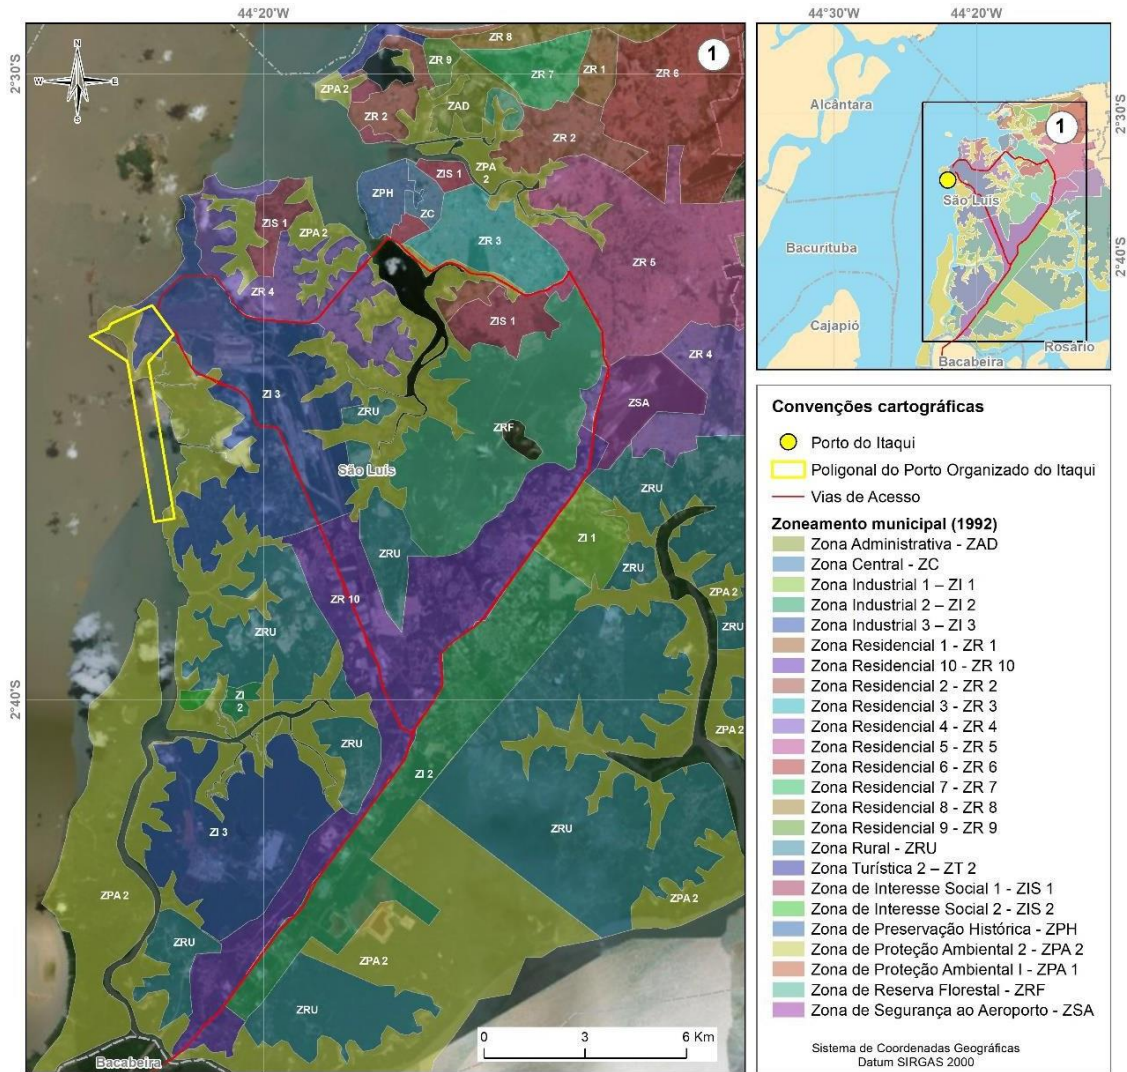 44°20'W
2°30'S
2°40'S
N
W
E
S
1
ZR 8
ZR 9
ZR 7
ZR 1
ZR 6
ZPA 2
ZAD
ZR 2
ZR 2
ZPA
2
ZIS 1
ZPH
ZC
ZIS 1
ZPA 2
ZR 3
ZR 5
ZR 4
ZIS 1
ZR 4
ZI 3
ZRU
ZSA
ZRF
São Luís
ZRU
ZI 1
ZRU
ZRU
ZR 10
ZPA 2
ZRU
ZRU
ZI
2
ZPA 2
ZRU
ZI 2
ZI 3
ZRU
ZPA 2
ZPA 2
ZRU
ZPA 2
ZRU
Bacabeira
0 3 6 Km
44°30'W
44°20'W
2°30'S
2°40'S
Alcântara
1
São Luís
Bacurituba
Cajapió
Rosário
Bacabeira
Convenções cartográficas
Porto do Itaqui
Poligonal do Porto Organizado do Itaqui
Vias de Acesso
Zoneamento municipal (1992)
Zona Administrativa - ZAD
Zona Central - ZC
Zona Industrial 1 – ZI 1
Zona Industrial 2 – ZI 2
Zona Industrial 3 – ZI 3
Zona Residencial 1 - ZR 1
Zona Residencial 10 - ZR 10
Zona Residencial 2 - ZR 2
Zona Residencial 3 - ZR 3
Zona Residencial 4 - ZR 4
Zona Residencial 5 - ZR 5
Zona Residencial 6 - ZR 6
Zona Residencial 7 - ZR 7
Zona Residencial 8 - ZR 8
Zona Residencial 9 - ZR 9
Zona Rural - ZRU
Zona Turística 2 – ZT 2
Zona de Interesse Social 1 - ZIS 1
Zona de Interesse Social 2 - ZIS 2
Zona de Preservação Histórica - ZPH
Zona de Proteção Ambiental 2 - ZPA 2
Zona de Proteção Ambiental I - ZPA 1
Zona de Reserva Florestal - ZRF
Zona de Segurança ao Aeroporto - ZSA
Sistema de Coordenadas Geográficas
Datum SIRGAS 2000